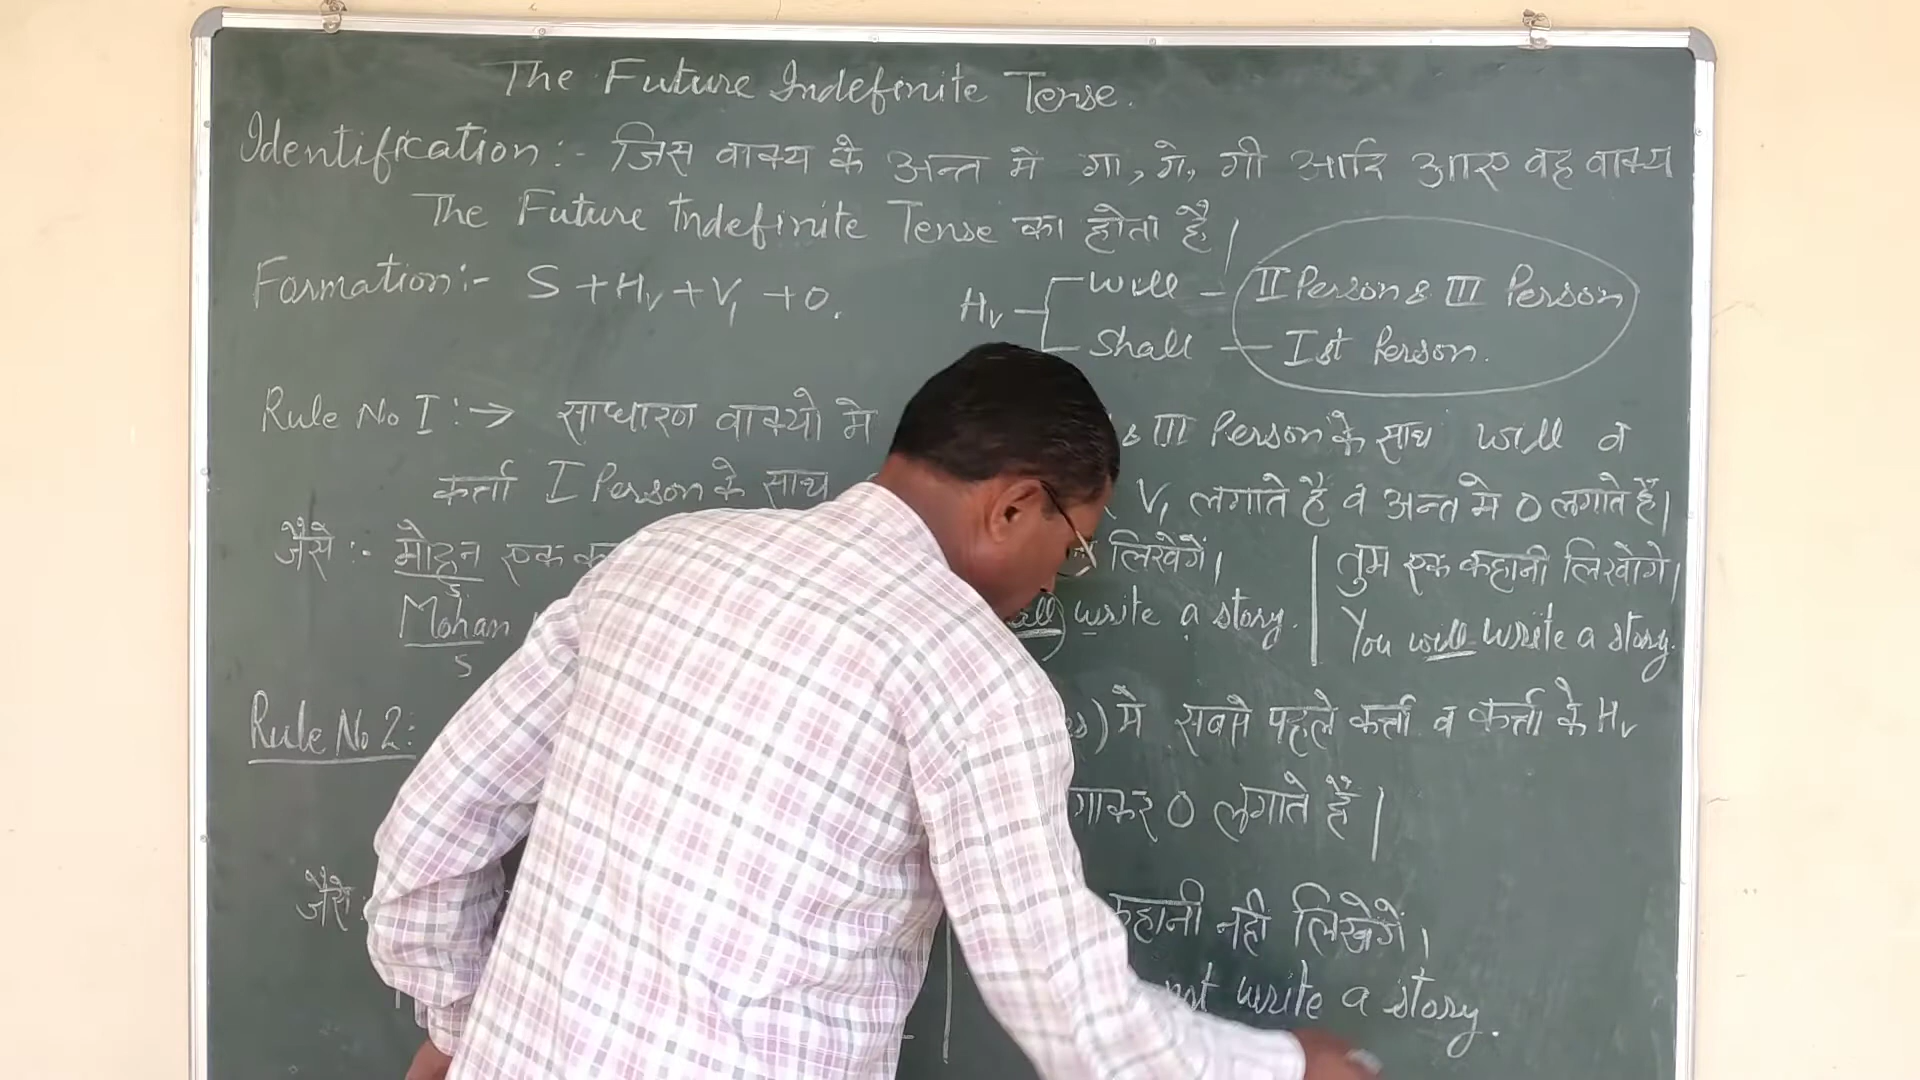 The Future Indefinite Tense.
Identification :- जिस वाक्य के अन्त मे गा, गे, गी आदि आए वह वाक्य
The Future Indefinite Tense का होता है|
Formation :- S + Hv + V1 + O.
Hv will - II Person & III Person
Shall - Ist Person.
Rule No I :-> साधारण वाक्यो मे & III Person के साथ will व
कर्त्ता I Person के साथ V1 लगाते है व अन्त मे O लगाते है।
जैसे :- मोहन एक लिखेगें। | तुम एक कहानी लिखोगे।
S
Mohan write a story. | You will write a story.
S
Rule No 2: मे सबसे पहले कर्त्ता व कर्त्ता के Hv
O लगाते है|
जैसे: कहानी नही लिखेगें।
not write a story.